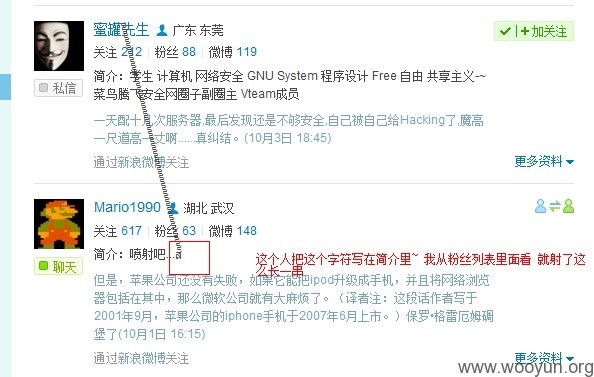 蜜罐先生 广东 东莞
关注 212 粉丝 88 微博 119
加关注
简介：学生 计算机 网络安全 GNU System 程序设计 Free 自由 共享主义-~
私信
菜鸟腾飞安全网圈子副圈主 Vteam成员
一天配十几次服务器,最后发现还是不够安全,自己被自己给Hacking了,魔高
一尺道高一丈啊......真纠结。(10月3日 18:45)
通过新浪微博关注
更多资料
Mario1990 湖北 武汉
关注 617 粉丝 63 微博 148
简介：喷射吧...
聊天
这个人把这个字符写在简介里~ 我从粉丝列表里面看 就射了这
么长一串
但是，苹果公司还没有失败，如果它能把ipod升级成手机，并且将网络浏览
器包括在其中，那么微软公司就有大麻烦了。（译者注：这段话作者写于
2001年9月，苹果公司的iphone手机于2007年6月上市。）保罗•格雷厄姆碉
堡了(10月1日 16:15)
通过新浪微博关注
更多资料
www.wooyun.org